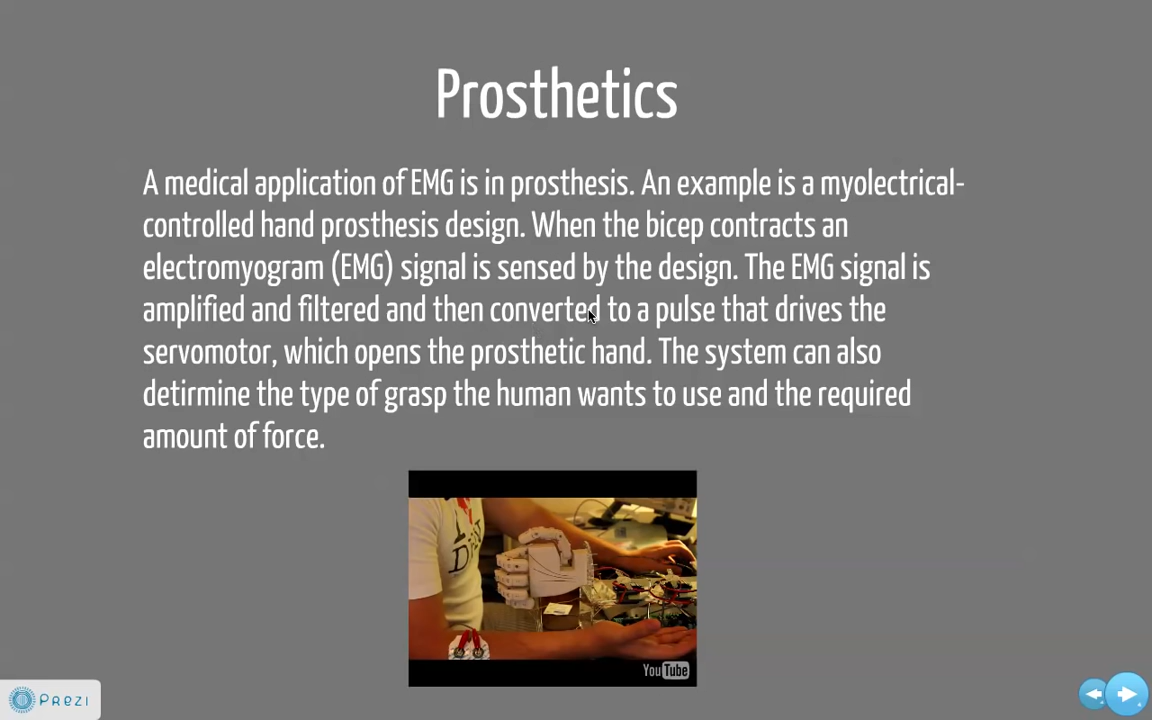 Prosthetics
A medical application of EMG is in prosthesis. An example is a myolectrical-
controlled hand prosthesis design. When the bicep contracts an
electromyogram (EMG) signal is sensed by the design. The EMG signal is
amplified and filtered and then converted to a pulse that drives the
servomotor, which opens the prosthetic hand. The system can also
detirmine the type of grasp the human wants to use and the required
amount of force.
YouTube
Prezi